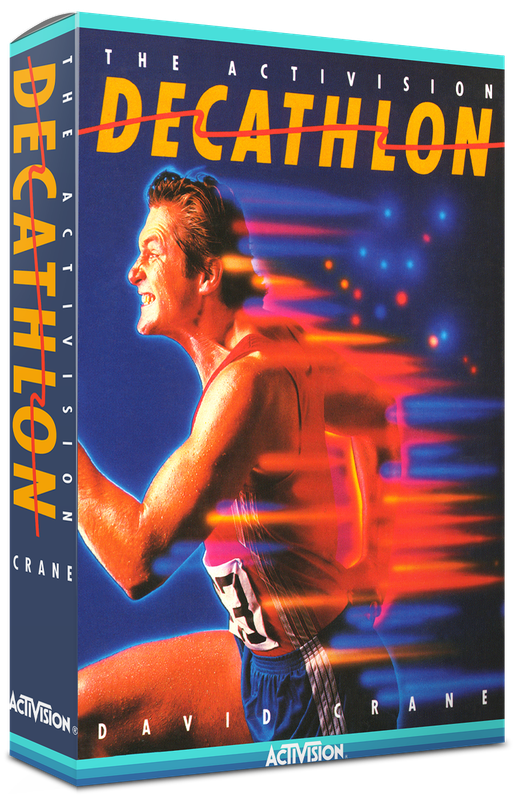 THE ACTIVISION
DECATHLON
DAVID CRANE
ACTIVISION
THE ACTIVISION
DECATHLON
CRANE
ACTIVISION®